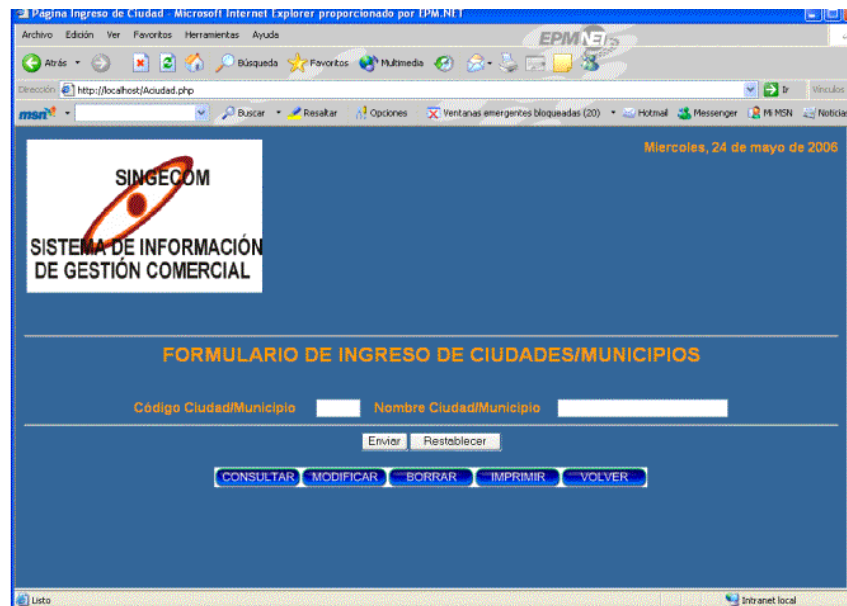 Pagina Ingreso de Ciudad - Microsoft Internet Explorer proporcionado por EPM.NET
Archivo Edición Ver Favoritos Herramientas Ayuda
EPMNET
Atrás Búsqueda Favoritos Multimedia
Dirección http://localhost/Aciudad.php Ir Vínculos
msn Buscar Resaltar Opciones Ventanas emergentes bloqueadas (20) Hotmail Messenger Mi MSN Noticias
Miercoles, 24 de mayo de 2006
SINGECOM
SISTEMA DE INFORMACIÓN
DE GESTIÓN COMERCIAL
FORMULARIO DE INGRESO DE CIUDADES/MUNICIPIOS
Código Ciudad/Municipio Nombre Ciudad/Municipio
Enviar Restablecer
CONSULTAR MODIFICAR BORRAR IMPRIMIR VOLVER
Listo Intranet local